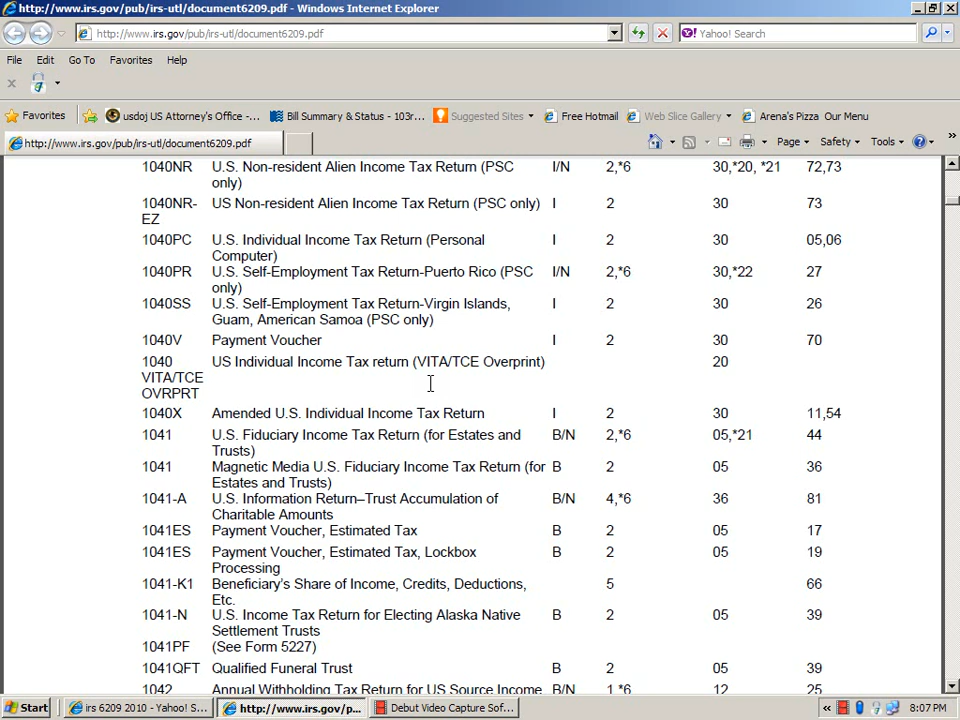 http://www.irs.gov/pub/irs-utl/document6209.pdf - Windows Internet Explorer
http://www.irs.gov/pub/irs-utl/document6209.pdf Yahoo! Search
File Edit Go To Favorites Help
Favorites usdoj US Attorney's Office -... Bill Summary & Status - 103r... Suggested Sites Free Hotmail Web Slice Gallery Arena's Pizza Our Menu
http://www.irs.gov/pub/irs-utl/document6209.pdf Page Safety Tools
1040NR U.S. Non-resident Alien Income Tax Return (PSC I/N 2,*6 30,*20, *21 72,73
only)
1040NR- US Non-resident Alien Income Tax Return (PSC only) I 2 30 73
EZ
1040PC U.S. Individual Income Tax Return (Personal I 2 30 05,06
Computer)
1040PR U.S. Self-Employment Tax Return-Puerto Rico (PSC I/N 2,*6 30,*22 27
only)
1040SS U.S. Self-Employment Tax Return-Virgin Islands, I 2 30 26
Guam, American Samoa (PSC only)
1040V Payment Voucher I 2 30 70
1040 US Individual Income Tax return (VITA/TCE Overprint) 20
VITA/TCE
OVRPRT
1040X Amended U.S. Individual Income Tax Return I 2 30 11,54
1041 U.S. Fiduciary Income Tax Return (for Estates and B/N 2,*6 05,*21 44
Trusts)
1041 Magnetic Media U.S. Fiduciary Income Tax Return (for B 2 05 36
Estates and Trusts)
1041-A U.S. Information Return–Trust Accumulation of B/N 4,*6 36 81
Charitable Amounts
1041ES Payment Voucher, Estimated Tax B 2 05 17
1041ES Payment Voucher, Estimated Tax, Lockbox B 2 05 19
Processing
1041-K1 Beneficiary's Share of Income, Credits, Deductions, 5 66
Etc.
1041-N U.S. Income Tax Return for Electing Alaska Native B 2 05 39
Settlement Trusts
1041PF (See Form 5227)
1041QFT Qualified Funeral Trust B 2 05 39
1042 Annual Withholding Tax Return for US Source Income B/N 1,*6 12 25
Start irs 6209 2010 - Yahoo! S... http://www.irs.gov/p... Debut Video Capture Sof... 8:07 PM